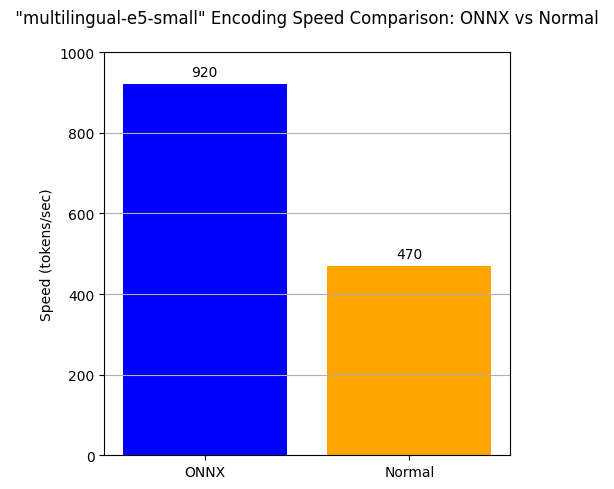 "multilingual-e5-small" Encoding Speed Comparison: ONNX vs Normal
1000
800
600
400
200
0
Speed (tokens/sec)
920
470
ONNX
Normal